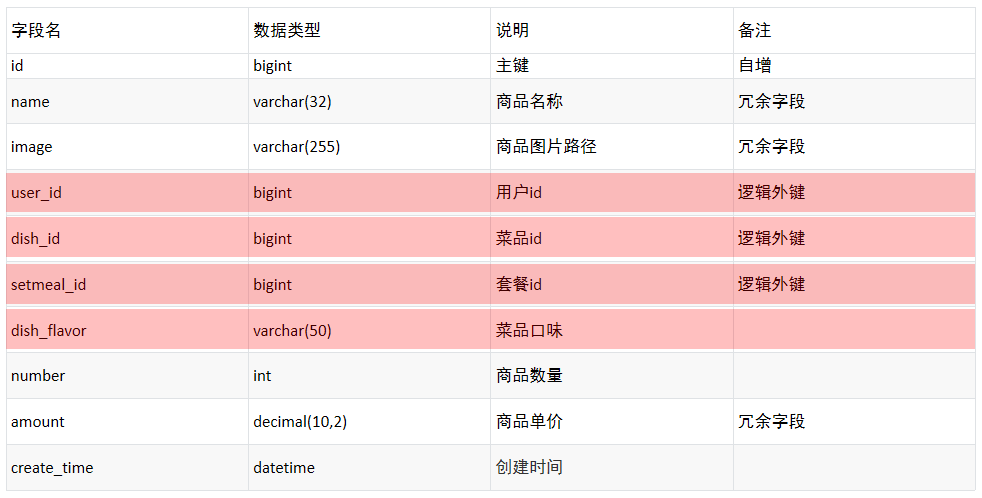 字段名 数据类型 说明 备注
id bigint 主键 自增
name varchar(32) 商品名称 冗余字段
image varchar(255) 商品图片路径 冗余字段
user_id bigint 用户id 逻辑外键
dish_id bigint 菜品id 逻辑外键
setmeal_id bigint 套餐id 逻辑外键
dish_flavor varchar(50) 菜品口味
number int 商品数量
amount decimal(10,2) 商品单价 冗余字段
create_time datetime 创建时间